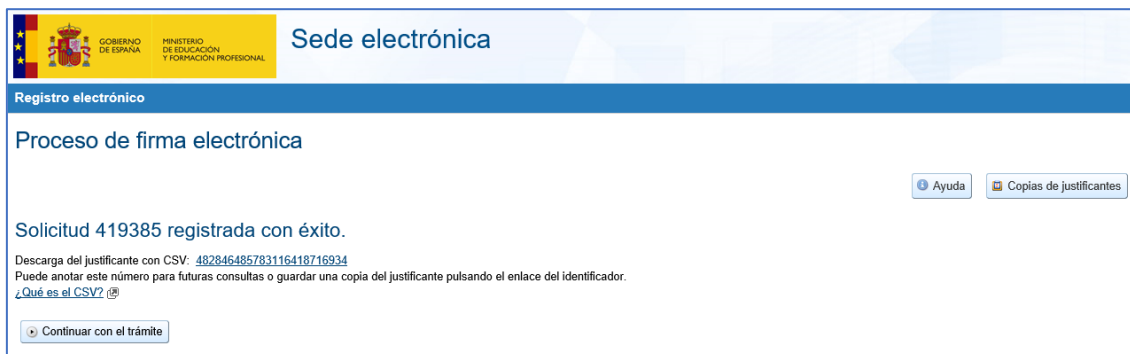 GOBIERNO
DE ESPAÑA
MINISTERIO
DE EDUCACIÓN
Y FORMACIÓN PROFESIONAL
Sede electrónica
Registro electrónico
Proceso de firma electrónica
Ayuda
Copias de justificantes
Solicitud 419385 registrada con éxito.
Descarga del justificante con CSV: 482846485783116418716934
Puede anotar este número para futuras consultas o guardar una copia del justificante pulsando el enlace del identificador.
¿Qué es el CSV?
Continuar con el trámite